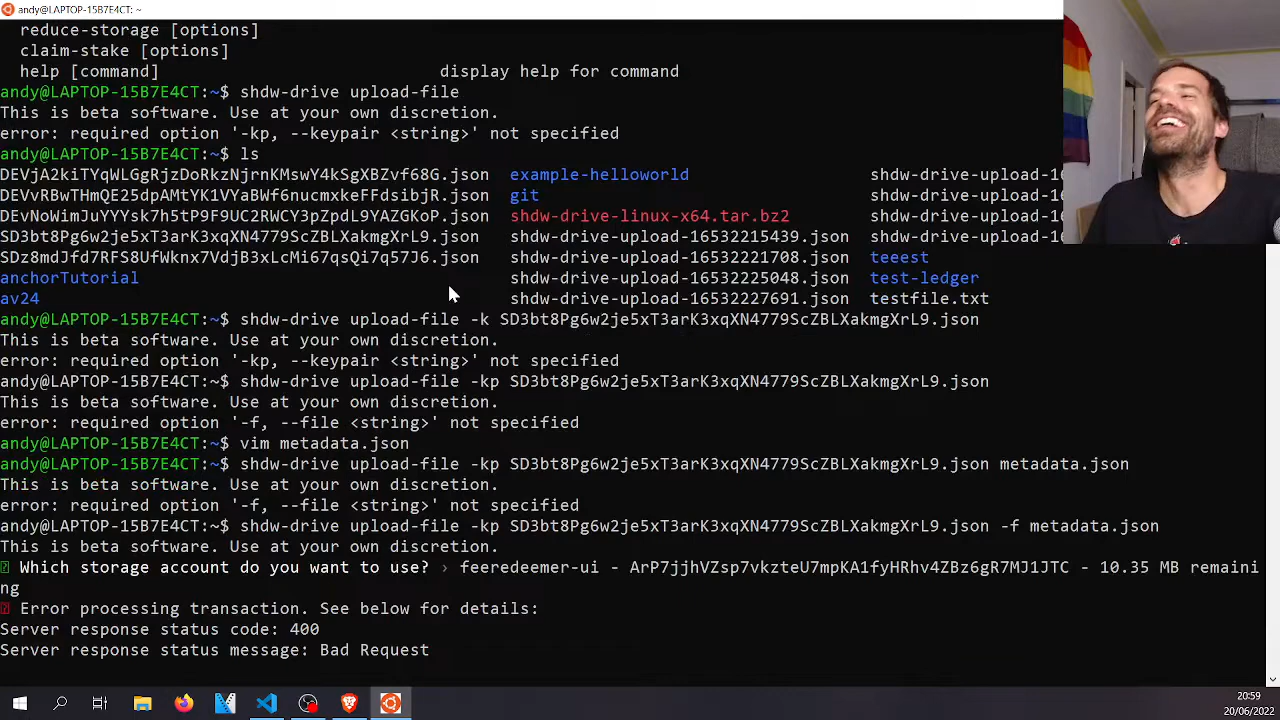 andy@LAPTOP-15B7E4CT: ~
reduce-storage [options]
claim-stake [options]
help [command] display help for command
andy@LAPTOP-15B7E4CT:~$ shdw-drive upload-file
This is beta software. Use at your own discretion.
error: required option '-kp, --keypair <string>' not specified
andy@LAPTOP-15B7E4CT:~$ ls
DEVjA2kiTYqWLGgRjzDoRkzNjrnKMswY4kSgXBZvf68G.json example-helloworld shdw-drive-upload-16
DEVvRBwTHmQE25dpAMtYK1VYaBWf6nucmxkeFFdsibjR.json git shdw-drive-upload-16
DEvNoWimJuYYYsk7h5tP9F9UC2RWCY3pZpdL9YAZGKoP.json shdw-drive-linux-x64.tar.bz2 shdw-drive-upload-16
SD3bt8Pg6w2je5xT3arK3xqXN4779ScZBLXakmgXrL9.json shdw-drive-upload-16532215439.json shdw-drive-upload-16
SDz8mdJfd7RFS8UfWknx7VdjB3xLcMi67qsQi7q57J6.json shdw-drive-upload-16532221708.json teeest
anchorTutorial shdw-drive-upload-16532225048.json test-ledger
av24 shdw-drive-upload-16532227691.json testfile.txt
andy@LAPTOP-15B7E4CT:~$ shdw-drive upload-file -k SD3bt8Pg6w2je5xT3arK3xqXN4779ScZBLXakmgXrL9.json
This is beta software. Use at your own discretion.
error: required option '-kp, --keypair <string>' not specified
andy@LAPTOP-15B7E4CT:~$ shdw-drive upload-file -kp SD3bt8Pg6w2je5xT3arK3xqXN4779ScZBLXakmgXrL9.json
This is beta software. Use at your own discretion.
error: required option '-f, --file <string>' not specified
andy@LAPTOP-15B7E4CT:~$ vim metadata.json
andy@LAPTOP-15B7E4CT:~$ shdw-drive upload-file -kp SD3bt8Pg6w2je5xT3arK3xqXN4779ScZBLXakmgXrL9.json metadata.json
This is beta software. Use at your own discretion.
error: required option '-f, --file <string>' not specified
andy@LAPTOP-15B7E4CT:~$ shdw-drive upload-file -kp SD3bt8Pg6w2je5xT3arK3xqXN4779ScZBLXakmgXrL9.json -f metadata.json
This is beta software. Use at your own discretion.
Which storage account do you want to use? › feeredeemer-ui - ArP7jjhVZsp7vkzteU7mpKA1fyHRhv4ZBz6gR7MJ1JTC - 10.35 MB remaini
ng
Error processing transaction. See below for details:
Server response status code: 400
Server response status message: Bad Request
20:59
20/06/2022